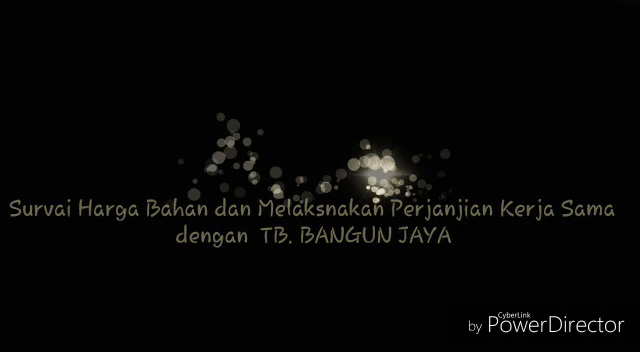 Survai Harga Bahan dan Melaksnakan Perjanjian Kerja Sama
dengan TB. BANGUN JAYA
CyberLink
by PowerDirector